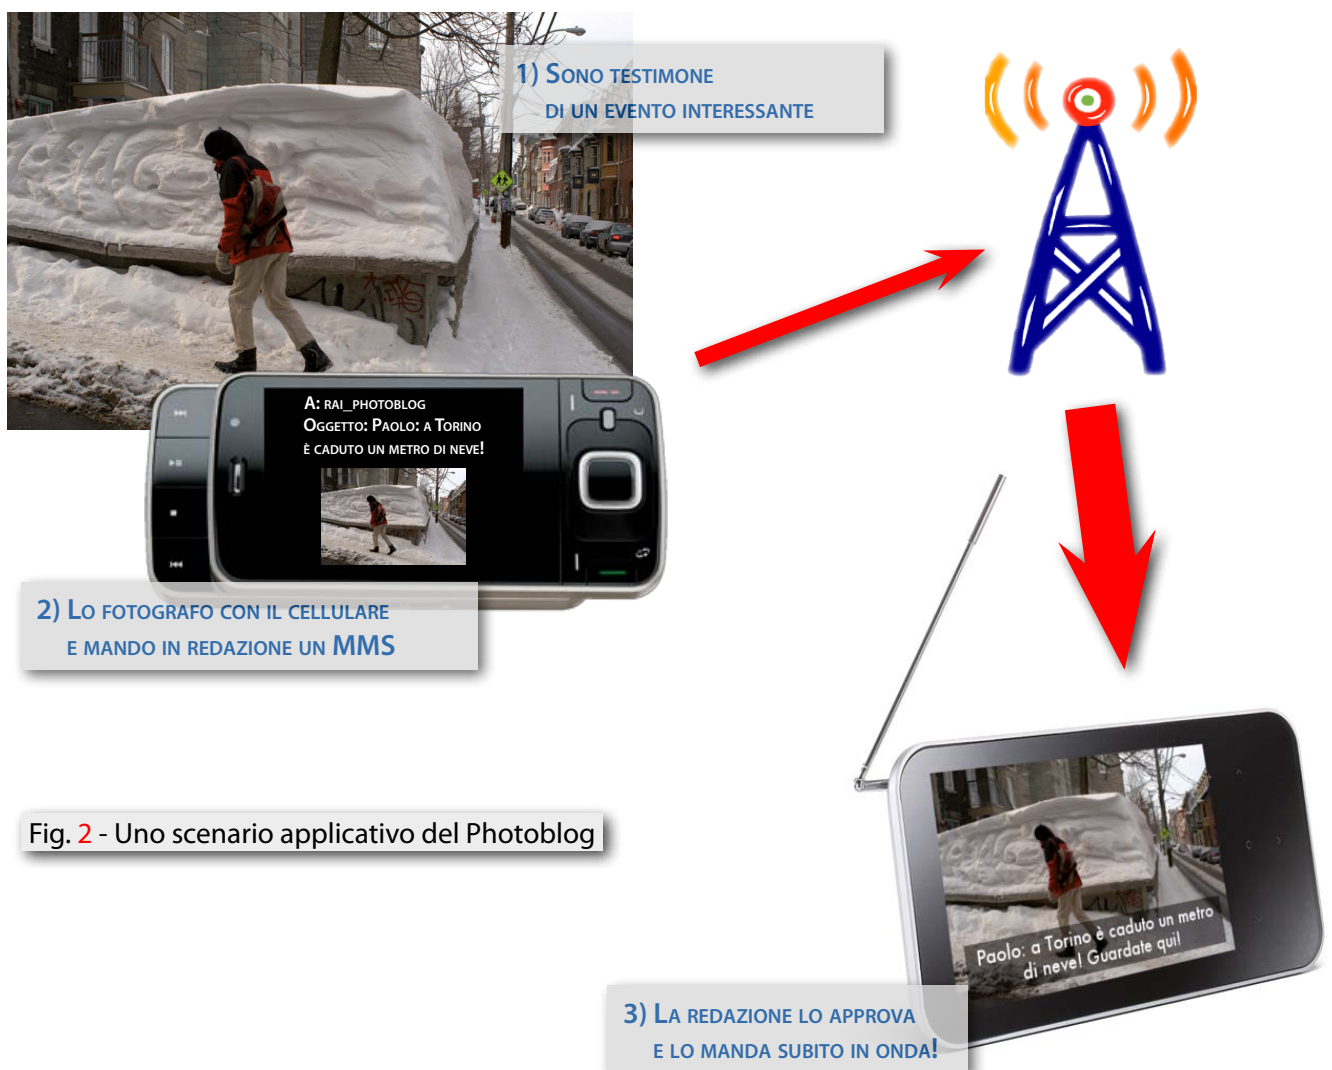 1) Sono testimone
di un evento interessante
A: rai_photoblog
Oggetto: Paolo: a Torino
è caduto un metro di neve!
2) Lo fotografo con il cellulare
e mando in redazione un MMS
Fig. 2 - Uno scenario applicativo del Photoblog
Paolo: a Torino è caduto un metro
di neve! Guardate qui!
3) La redazione lo approva
e lo manda subito in onda!